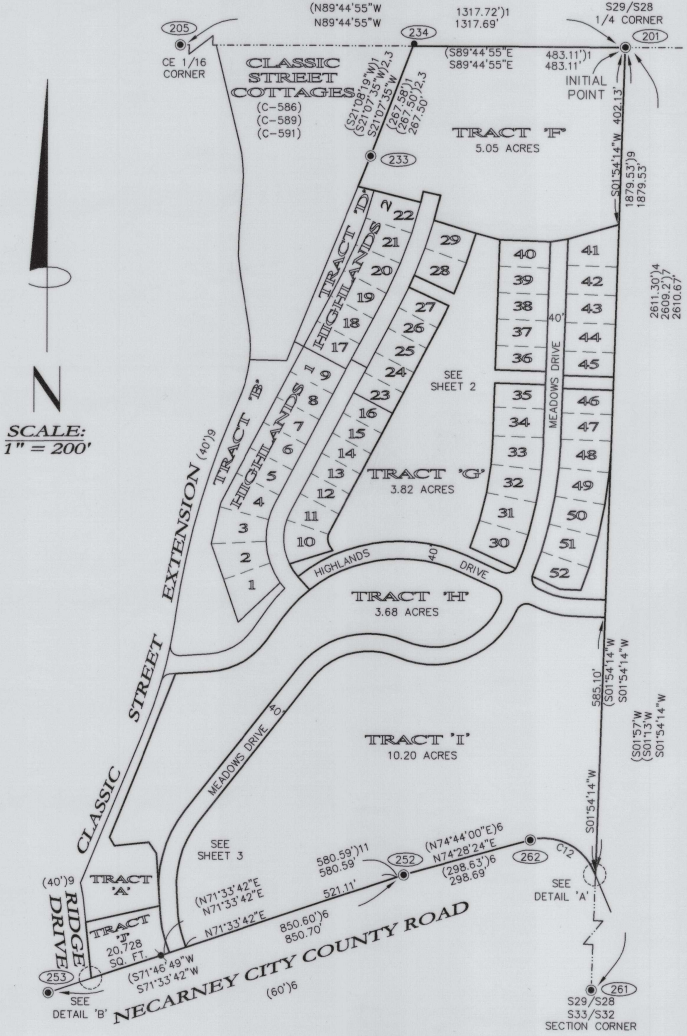 (N89°44'55"W
N89°44'55"W
1317.72')1
1317.69'
S29/S28
1/4 CORNER
205
234
201
CE 1/16
CORNER
CLASSIC
STREET
COTTAGES
(C-586)
(C-589)
(C-591)
(S89°44'55"E
S89°44'55"E
483.11')1
483.11'
INITIAL
POINT
(S21°08'19"W)1
(S21°07'35"W)2,3
S21°07'35"W
(267.58')1
(267.50')2,3
267.50'
TRACT 'F'
5.05 ACRES
S01°54'14"W 402.13'
1879.53')9
1879.53'
233
2611.30')4
2609.2')7
2610.67'
TRACT 'D'
HIGHLANDS 2
22
21
20
19
18
17
29
28
27
26
25
24
23
40
39
38
37
36
41
42
43
44
45
40'
MEADOWS DRIVE
SEE
SHEET 2
N
SCALE:
1" = 200'
TRACT 'B'
HIGHLANDS 1
9
8
7
6
5
4
3
2
1
16
15
14
13
12
11
10
35
34
33
32
31
30
46
47
48
49
50
51
52
TRACT 'G'
3.82 ACRES
(40')9
CLASSIC STREET EXTENSION
HIGHLANDS 40' DRIVE
TRACT 'H'
3.68 ACRES
585.10'
(S01°54'14"W
S01°54'14"W
(S01°57'W
(S01°13'W
S01°54'14"W
MEADOWS DRIVE 40'
TRACT 'I'
10.20 ACRES
S01°54'14"W
SEE
SHEET 3
580.59')11
580.59'
252
(N74°44'00"E)6
N74°28'24"E
(298.63')6
298.69'
262
C12
SEE
DETAIL 'A'
(40')9
RIDGE
DRIVE
TRACT
'A'
TRACT
'J'
20,728
SQ. FT.
(N71°33'42"E
N71°33'42"E
N71°33'42"E
521.11'
850.60')6
850.70'
(S71°46'49"W
S71°33'42"W
253
SEE
DETAIL 'B'
NECARNEY CITY COUNTY ROAD
(60')6
261
S29/S28
S33/S32
SECTION CORNER